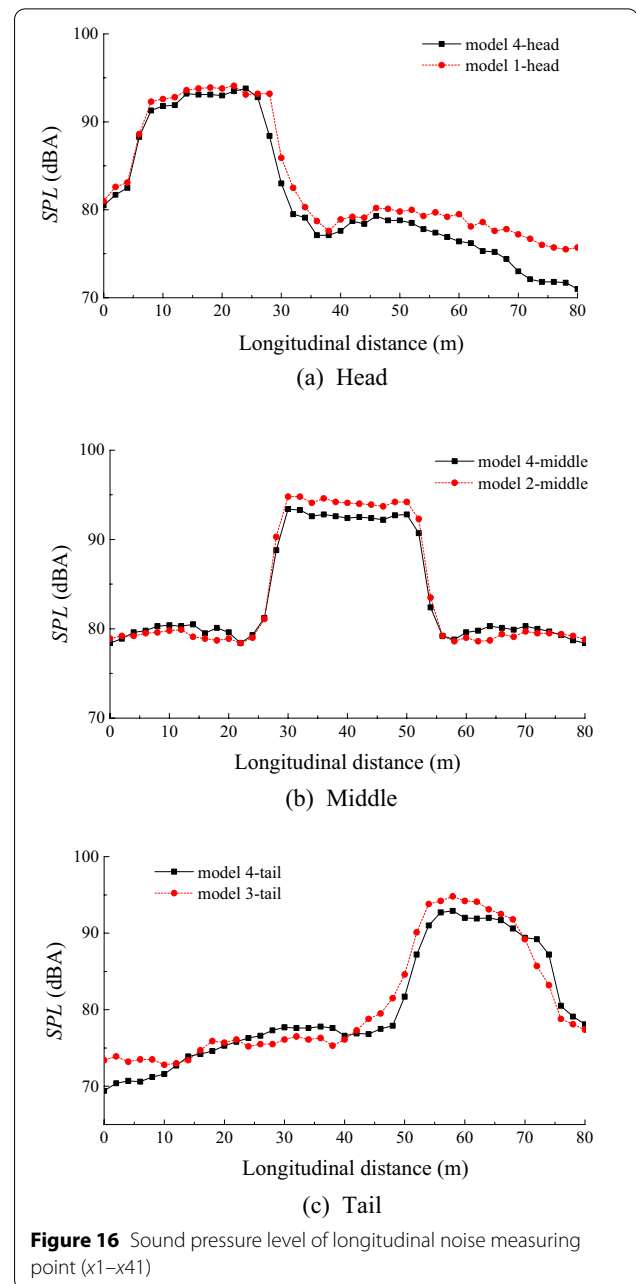 100
90
80
70
SPL (dBA)
model 4-head
model 1-head
0 10 20 30 40 50 60 70 80
Longitudinal distance (m)
(a) Head
100
90
80
70
SPL (dBA)
model 4-middle
model 2-middle
0 10 20 30 40 50 60 70 80
Longitudinal distance (m)
(b) Middle
100
90
80
70
SPL (dBA)
model 4-tail
model 3-tail
0 10 20 30 40 50 60 70 80
Longitudinal distance (m)
(c) Tail
Figure 16 Sound pressure level of longitudinal noise measuring
point (x1–x41)